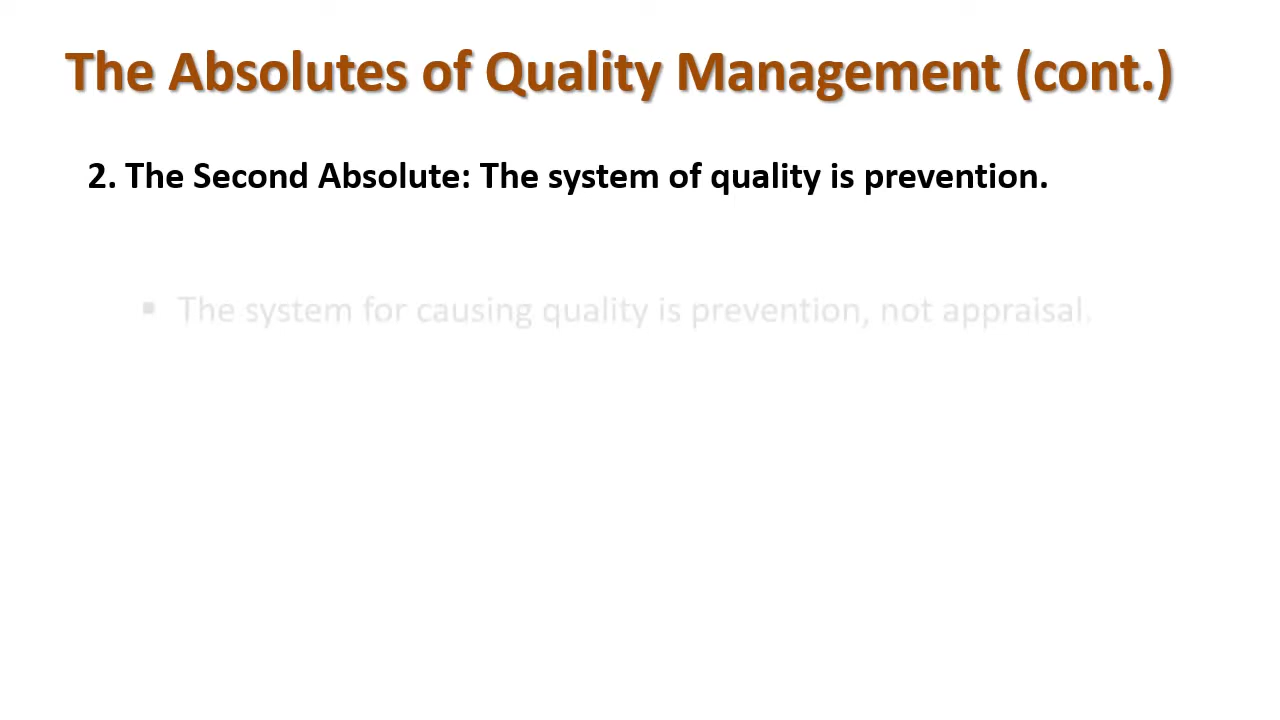 The Absolutes of Quality Management (cont.)
2. The Second Absolute: The system of quality is prevention.
▪ The system for causing quality is prevention, not appraisal.